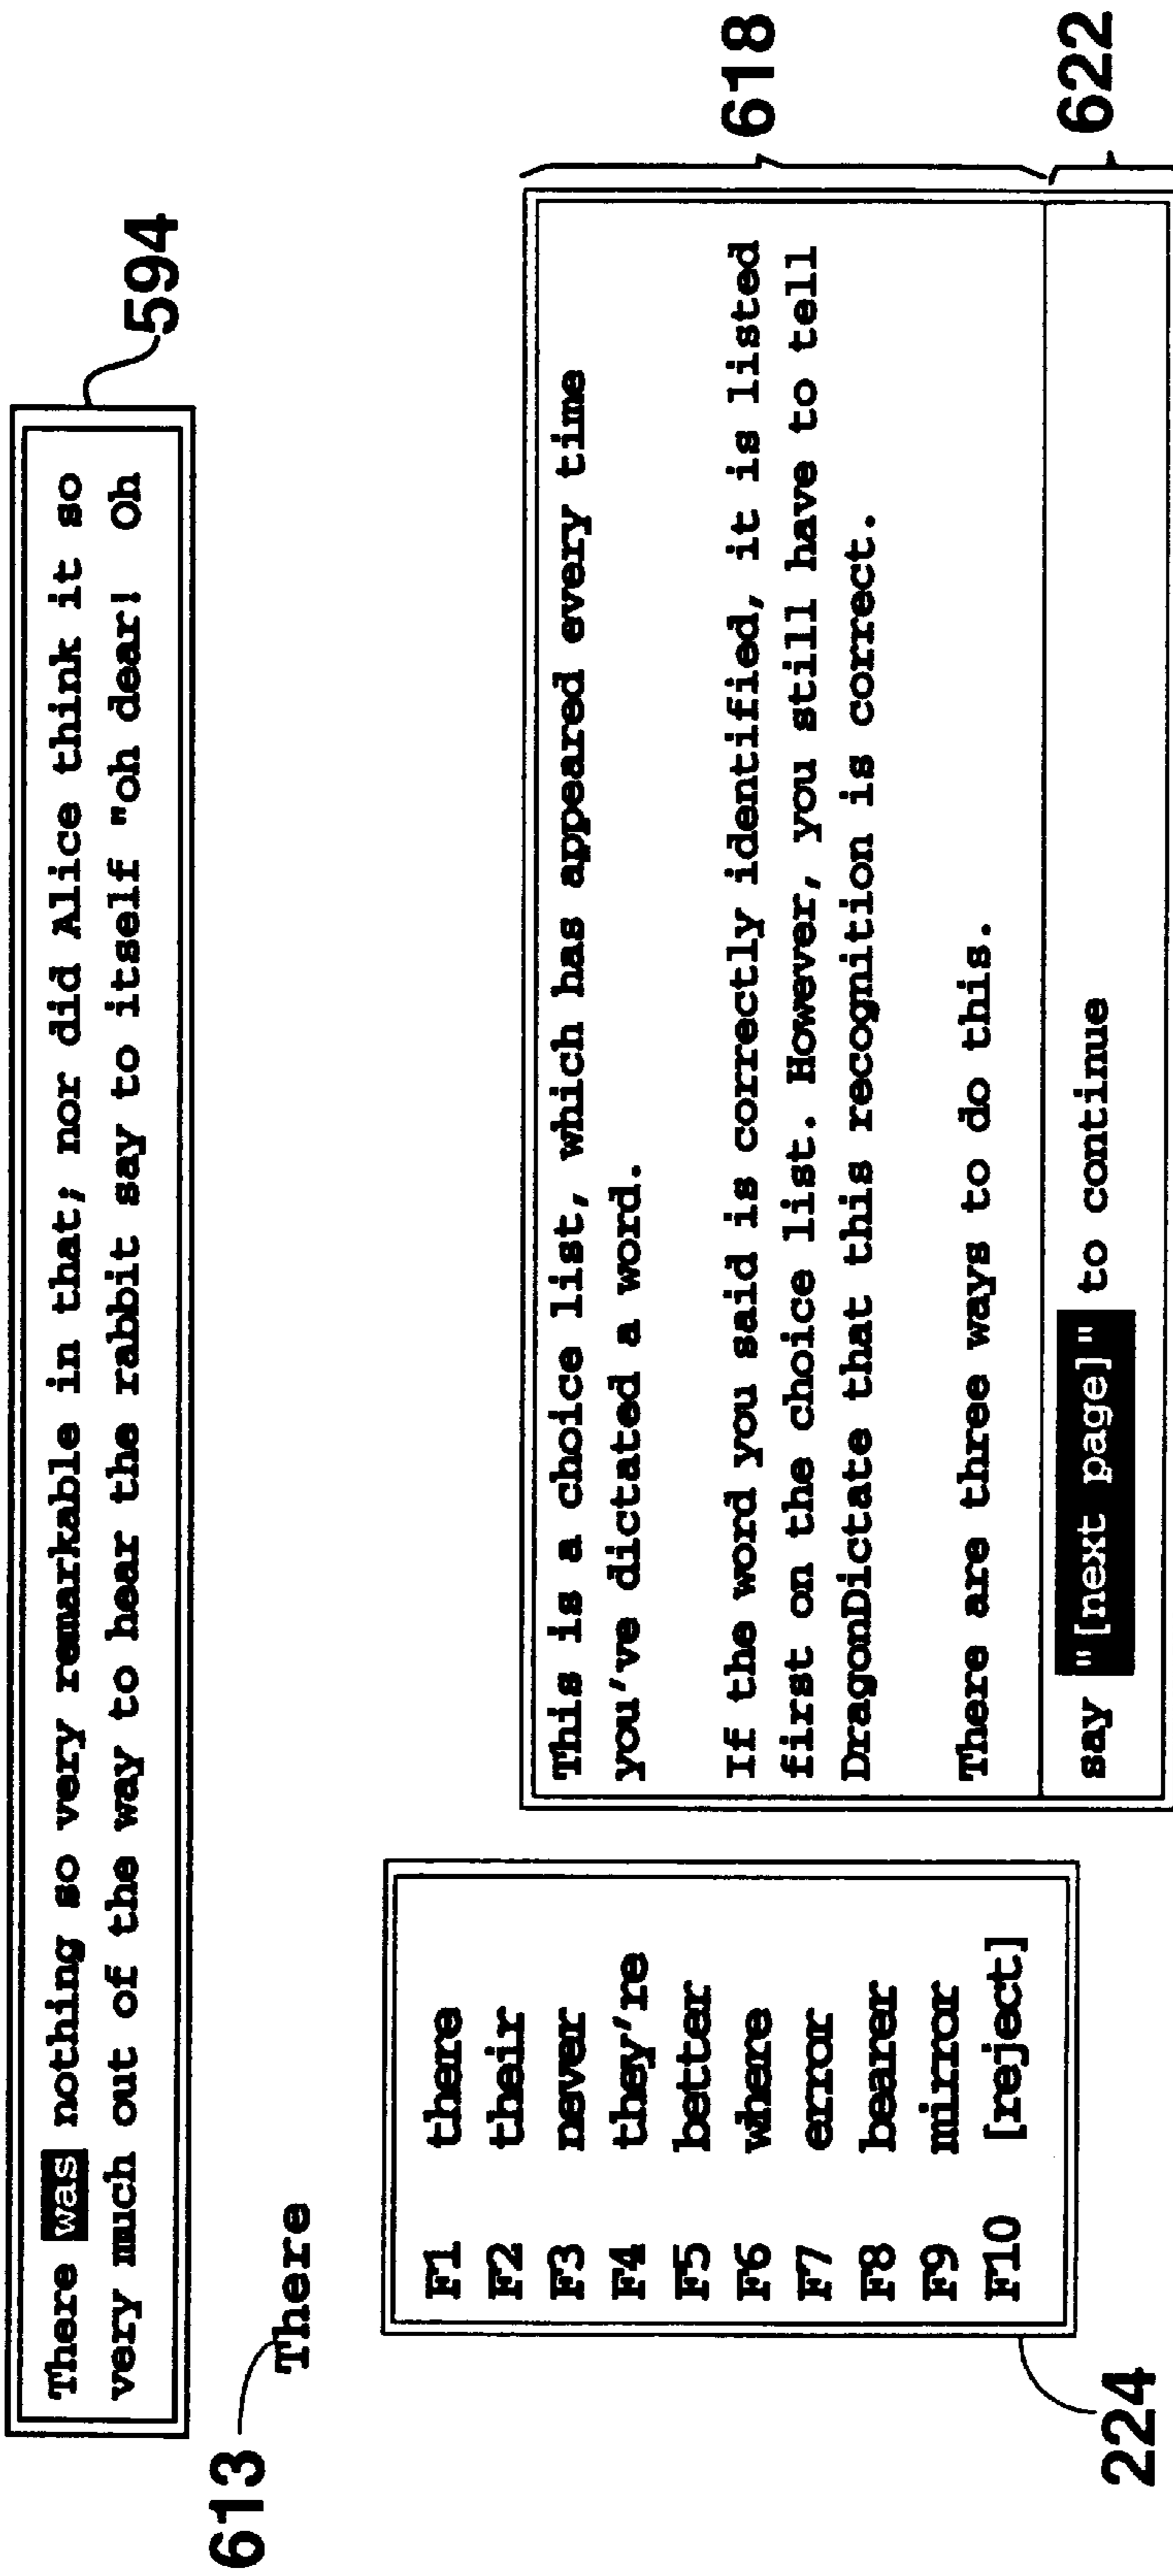 There was nothing so very remarkable in that; nor did Alice think it so
very much out of the way to hear the rabbit say to itself "oh dear! Oh
594
613
There
F1 there
F2 their
F3 never
F4 they're
F5 better
F6 where
F7 error
F8 bearer
F9 mirror
F10 [reject]
224
This is a choice list, which has appeared every time
you've dictated a word.
If the word you said is correctly identified, it is listed
first on the choice list. However, you still have to tell
DragonDictate that this recognition is correct.
There are three ways to do this.
618
say "[next page]" to continue
622